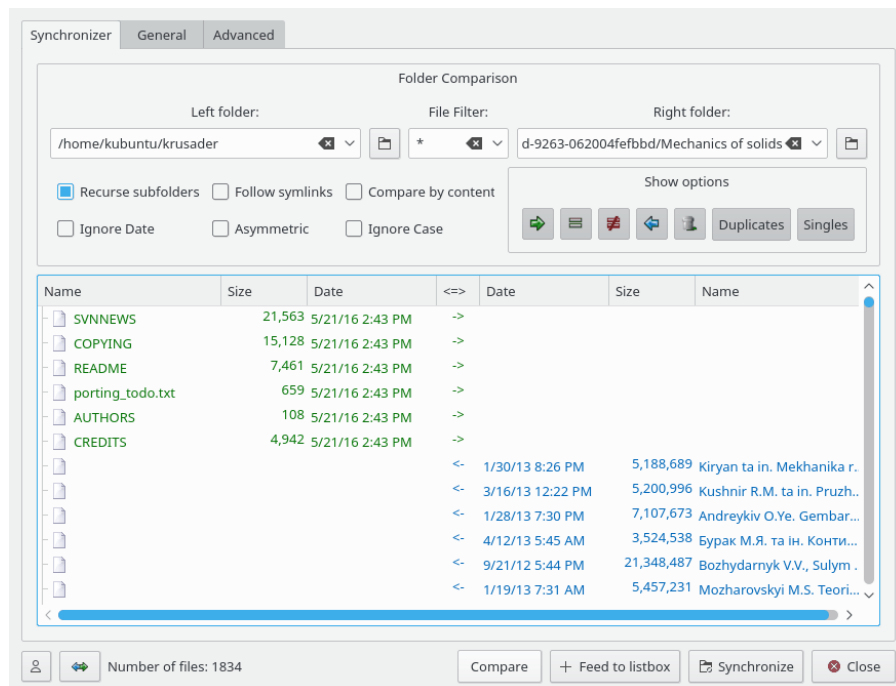 Synchronizer General Advanced
Folder Comparison
Left folder: File Filter: Right folder:
/home/kubuntu/krusader * d-9263-062004fefbbd/Mechanics of solids
Recurse subfolders Follow symlinks Compare by content
Show options
Ignore Date Asymmetric Ignore Case
Duplicates Singles
Name Size Date <=> Date Size Name
SVNNEWS 21,563 5/21/16 2:43 PM ->
COPYING 15,128 5/21/16 2:43 PM ->
README 7,461 5/21/16 2:43 PM ->
porting_todo.txt 659 5/21/16 2:43 PM ->
AUTHORS 108 5/21/16 2:43 PM ->
CREDITS 4,942 5/21/16 2:43 PM ->
<- 1/30/13 8:26 PM 5,188,689 Kiryan ta in. Mekhanika r..
<- 3/16/13 12:22 PM 5,200,996 Kushnir R.M. ta in. Pruzh..
<- 1/28/13 7:30 PM 7,107,673 Andreykiv O.Ye. Gembar...
<- 4/12/13 5:45 AM 3,524,538 Бурак М.Я. та ін. Конти...
<- 9/21/12 5:44 PM 21,348,487 Bozhydarnyk V.V., Sulym .
<- 1/19/13 7:31 AM 5,457,231 Mozharovskyi M.S. Teori...
Number of files: 1834 Compare + Feed to listbox Synchronize Close